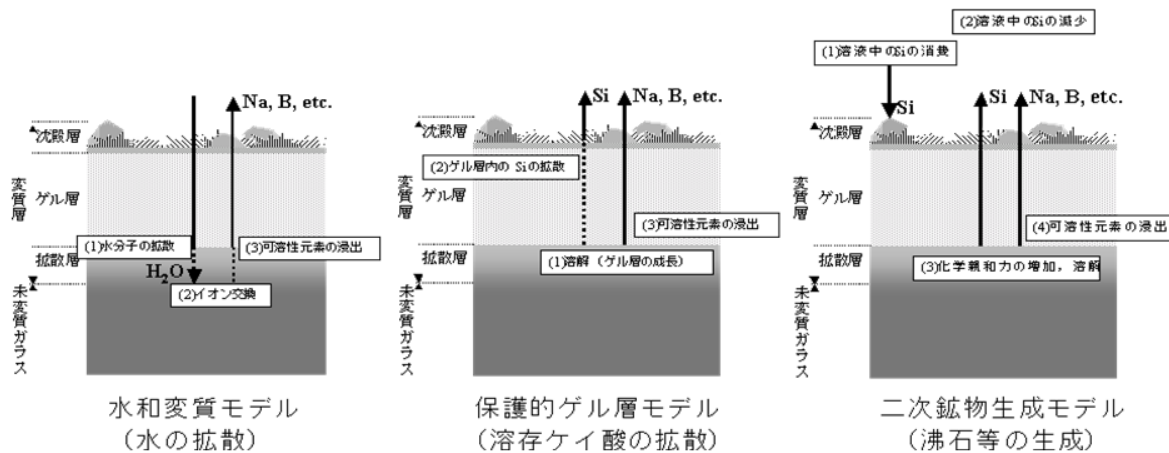 Na, B, etc.
沈殿層
変質層
ゲル層
(1)水分子の拡散
(3)可溶性元素の浸出
拡散層
H₂O
(2)イオン交換
未変質ガラス
水和変質モデル
(水の拡散)
Si
Na, B, etc.
沈殿層
(2)ゲル層内の Siの拡散
変質層
ゲル層
(3)可溶性元素の浸出
拡散層
(1)溶解 (ゲル層の成長)
未変質ガラス
保護的ゲル層モデル
(溶存ケイ酸の拡散)
(2)溶液中のSiの減少
(1)溶液中のSiの消費
Si
Si
Na, B, etc.
沈殿層
変質層
ゲル層
(4)可溶性元素の浸出
拡散層
(3)化学親和力の増加, 溶解
未変質ガラス
二次鉱物生成モデル
(沸石等の生成)